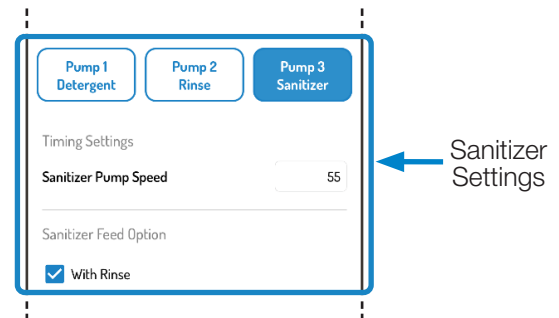 Pump 1
Detergent
Pump 2
Rinse
Pump 3
Sanitizer
Timing Settings
Sanitizer Pump Speed 55
Sanitizer Feed Option
With Rinse
Sanitizer
Settings